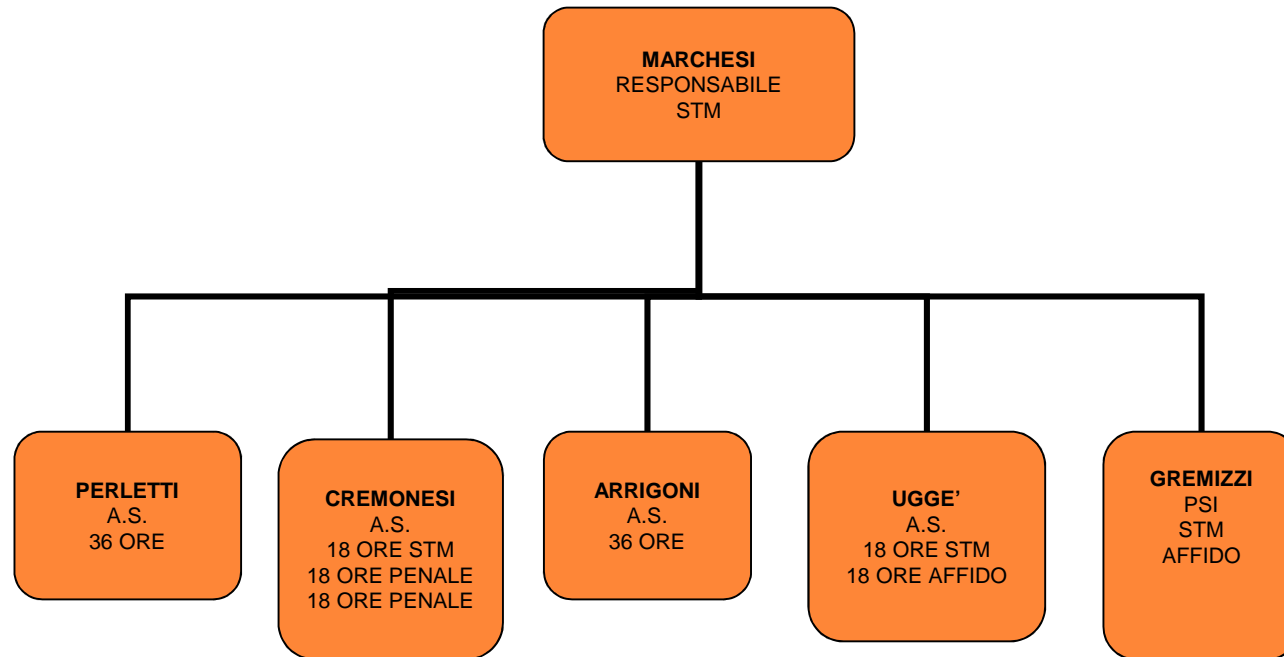 MARCHESI
RESPONSABILE
STM
PERLETTI
A.S.
36 ORE
CREMONESI
A.S.
18 ORE STM
18 ORE PENALE
18 ORE PENALE
ARRIGONI
A.S.
36 ORE
UGGE’
A.S.
18 ORE STM
18 ORE AFFIDO
GREMIZZI
PSI
STM
AFFIDO